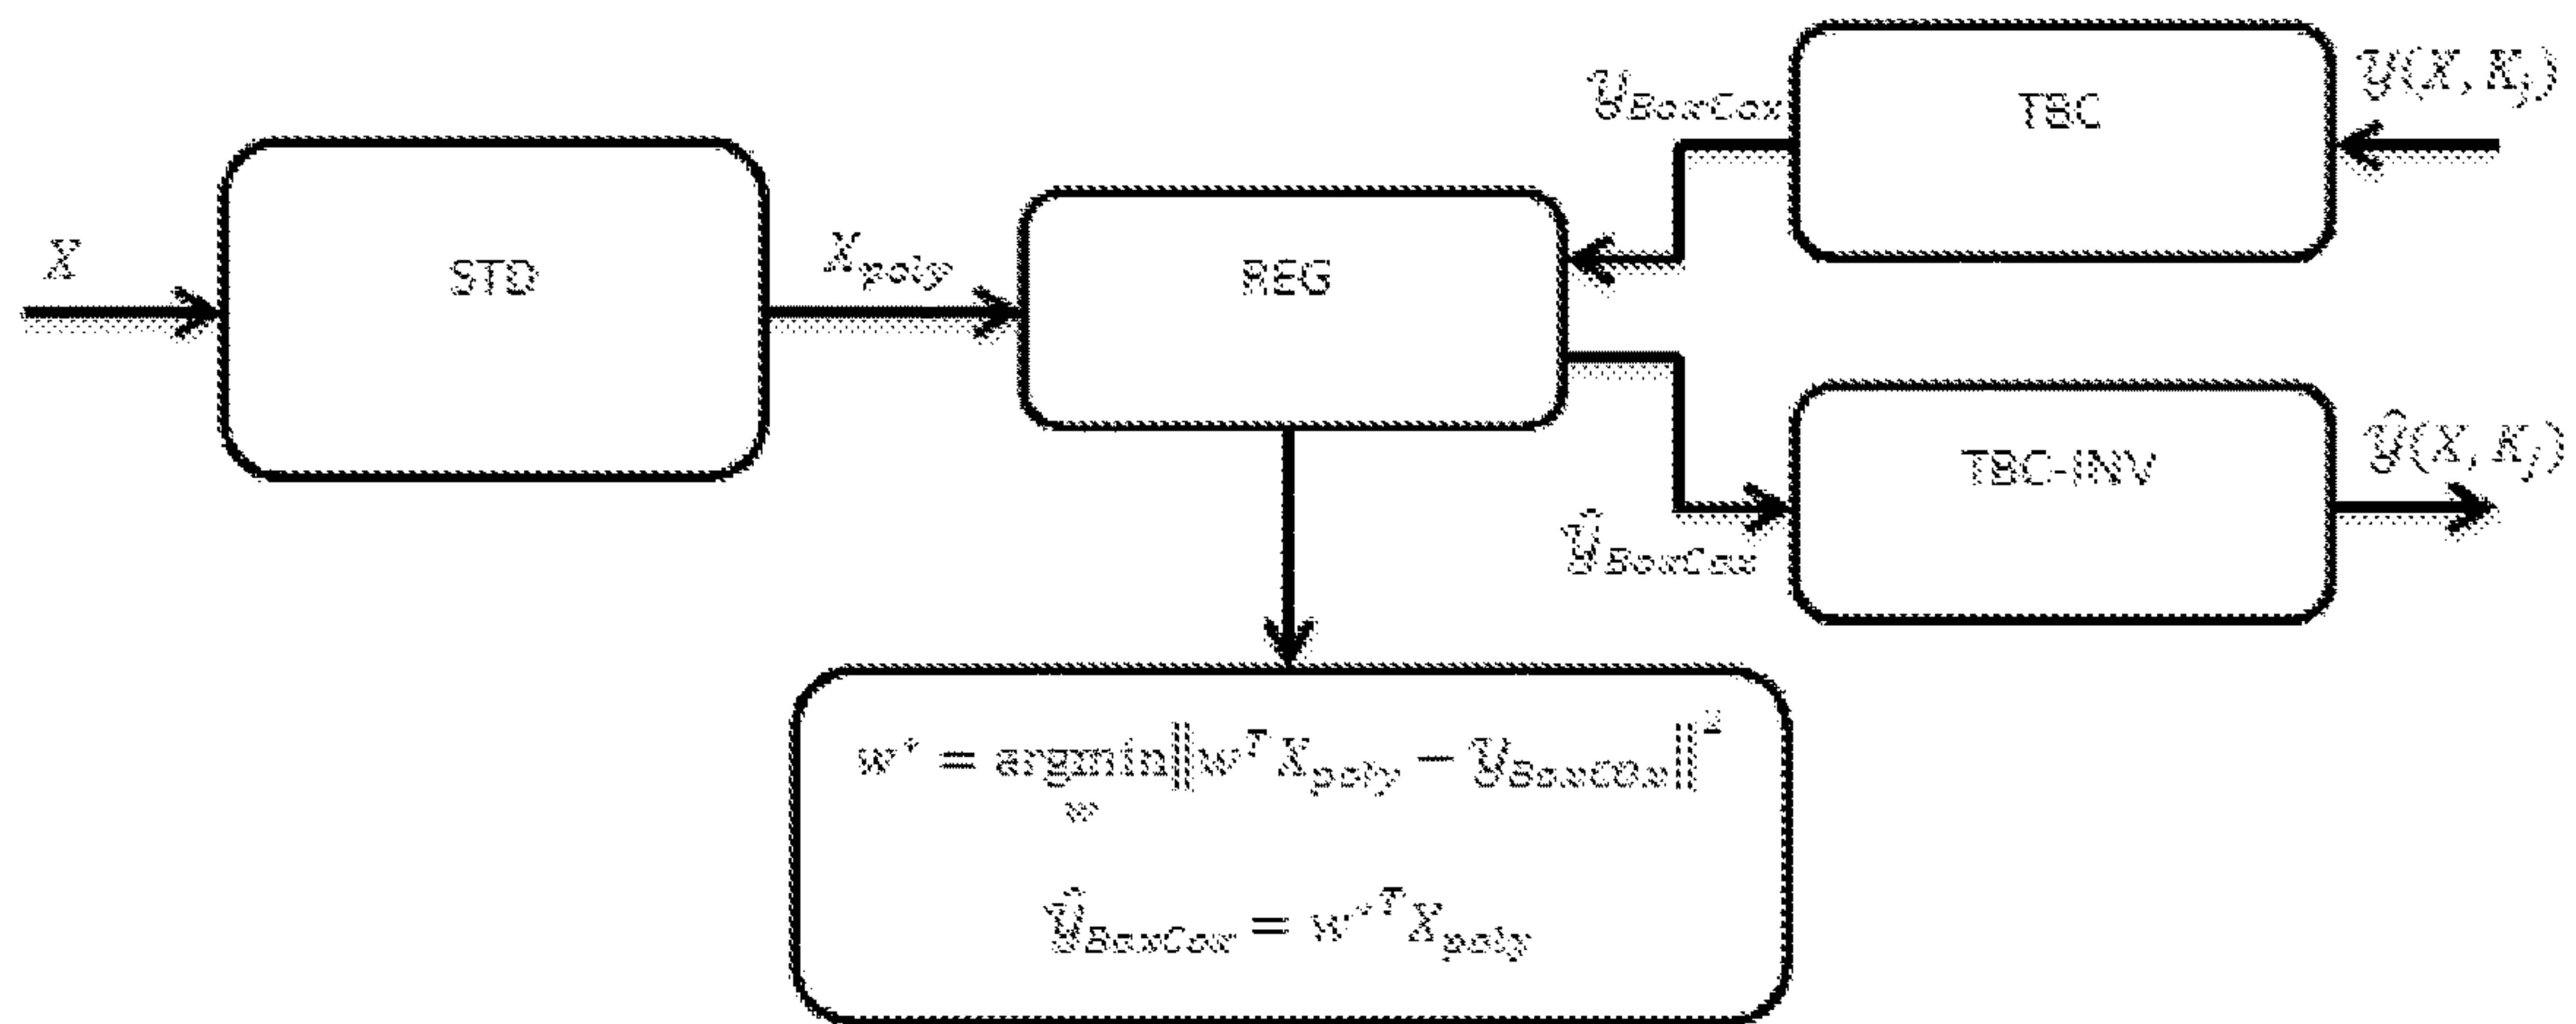 X
STD
X_poly
REG
𝒴_BoxCox
TBC
𝒴(X, K_j)
𝒴̂_BoxCox
TBC-INV
𝒴̂(X, K_j)
w* = argmin_w ‖w^T X_poly − 𝒴_BoxCox‖²
𝒴̂_BoxCox = w*^T X_poly